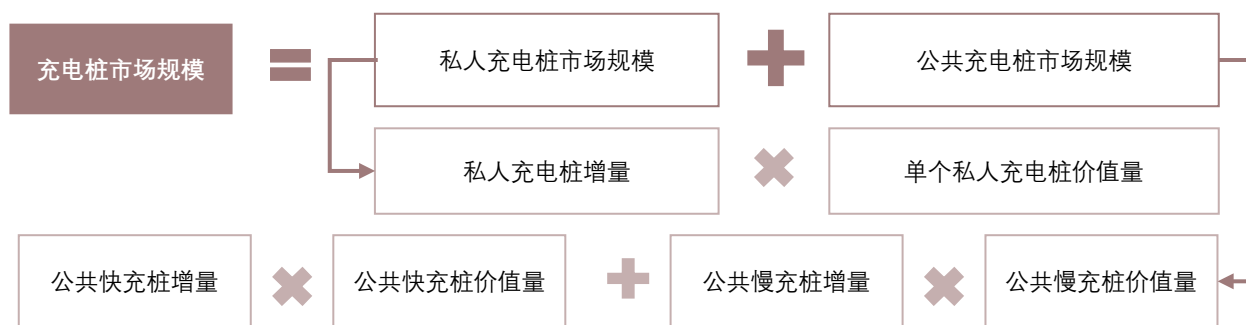 充电桩市场规模
私人充电桩市场规模
公共充电桩市场规模
私人充电桩增量
单个私人充电桩价值量
公共快充桩增量
公共快充桩价值量
公共慢充桩增量
公共慢充桩价值量